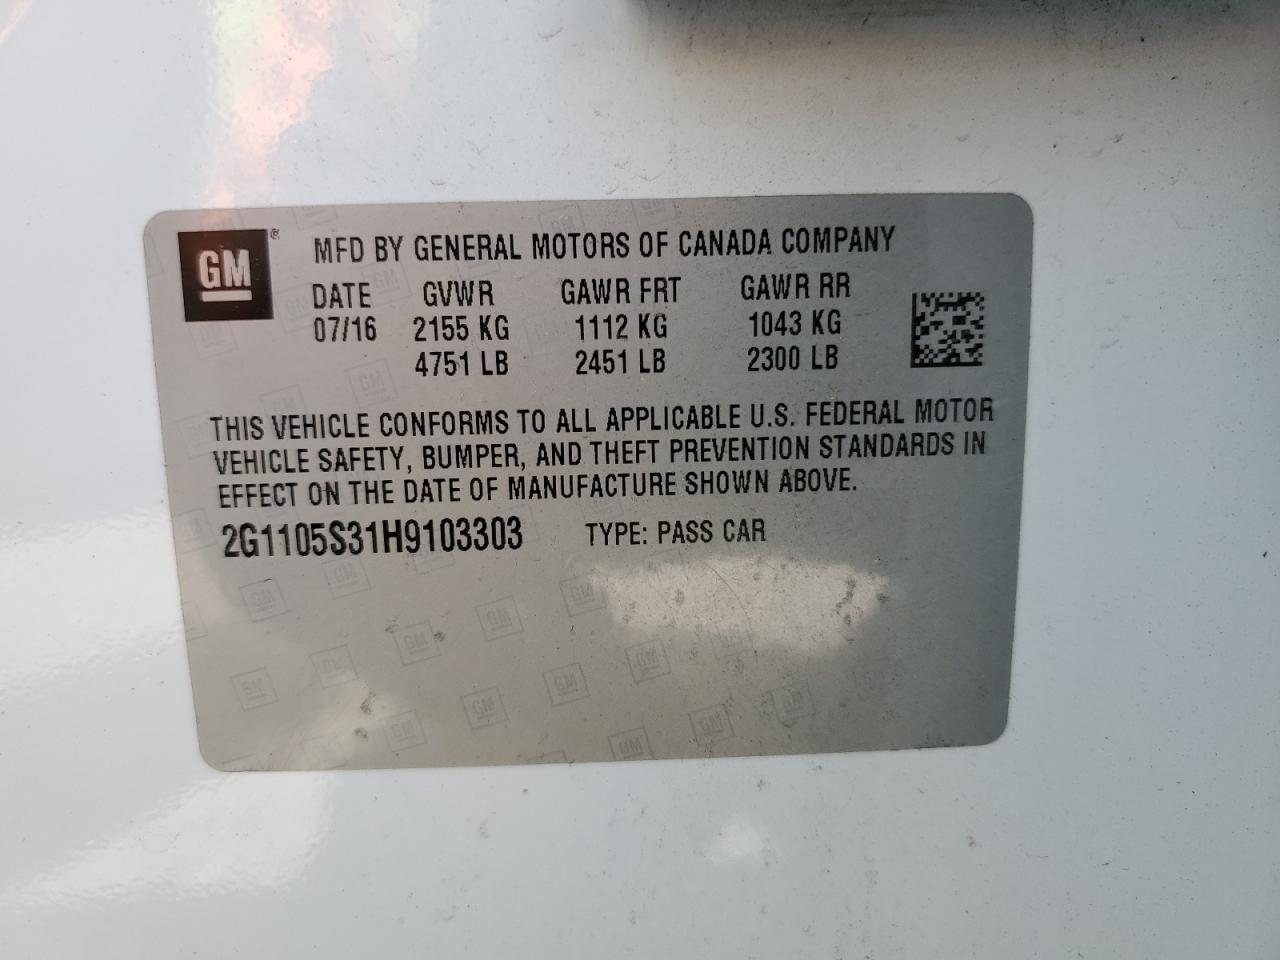 GM ® MFD BY GENERAL MOTORS OF CANADA COMPANY
DATE GVWR GAWR FRT GAWR RR
07/16 2155 KG 1112 KG 1043 KG
4751 LB 2451 LB 2300 LB
THIS VEHICLE CONFORMS TO ALL APPLICABLE U.S. FEDERAL MOTOR
VEHICLE SAFETY, BUMPER, AND THEFT PREVENTION STANDARDS IN
EFFECT ON THE DATE OF MANUFACTURE SHOWN ABOVE.
2G1105S31H9103303 TYPE: PASS CAR